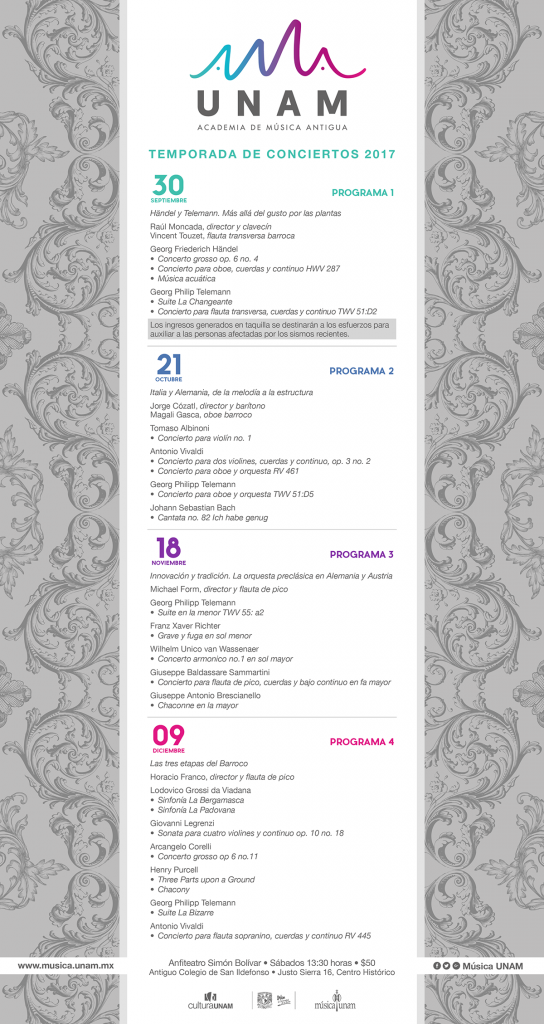 UNAM
ACADEMIA DE MÚSICA ANTIGUA
TEMPORADA DE CONCIERTOS 2017
30
SEPTIEMBRE
PROGRAMA 1
Händel y Telemann. Más allá del gusto por las plantas
Raúl Moncada, director y clavecín
Vincent Touzet, flauta transversa barroca
Georg Friederich Händel
• Concerto grosso op. 6 no. 4
• Concierto para oboe, cuerdas y continuo HWV 287
• Música acuática
Georg Philip Telemann
• Suite La Changeante
• Concierto para flauta transversa, cuerdas y continuo TWV 51:D2
Los ingresos generados en taquilla se destinarán a los esfuerzos para
auxiliar a las personas afectadas por los sismos recientes.
21
OCTUBRE
PROGRAMA 2
Italia y Alemania, de la melodía a la estructura
Jorge Cózatl, director y barítono
Magali Gasca, oboe barroco
Tomaso Albinoni
• Concierto para violín no. 1
Antonio Vivaldi
• Concierto para dos violines, cuerdas y continuo, op. 3 no. 2
• Concierto para oboe y orquesta RV 461
Georg Philipp Telemann
• Concierto para oboe y orquesta TWV 51:D5
Johann Sebastian Bach
• Cantata no. 82 Ich habe genug
18
NOVIEMBRE
PROGRAMA 3
Innovación y tradición. La orquesta preclásica en Alemania y Austria
Michael Form, director y flauta de pico
Georg Philipp Telemann
• Suite en la menor TWV 55: a2
Franz Xaver Richter
• Grave y fuga en sol menor
Wilhelm Unico van Wassenaer
• Concerto armonico no.1 en sol mayor
Giuseppe Baldassare Sammartini
• Concierto para flauta de pico, cuerdas y bajo continuo en fa mayor
Giuseppe Antonio Brescianello
• Chaconne en la mayor
09
DICIEMBRE
PROGRAMA 4
Las tres etapas del Barroco
Horacio Franco, director y flauta de pico
Lodovico Grossi da Viadana
• Sinfonía La Bergamasca
• Sinfonía La Padovana
Giovanni Legrenzi
• Sonata para cuatro violines y continuo op. 10 no. 18
Arcangelo Corelli
• Concerto grosso op 6 no.11
Henry Purcell
• Three Parts upon a Ground
• Chacony
Georg Philipp Telemann
• Suite La Bizarre
Antonio Vivaldi
• Concierto para flauta sopranino, cuerdas y continuo RV 445
Anfiteatro Simón Bolívar • Sábados 13:30 horas • $50
Antiguo Colegio de San Ildefonso • Justo Sierra 16, Centro Histórico
www.musica.unam.mx
Música UNAM
culturaUNAM
música unam